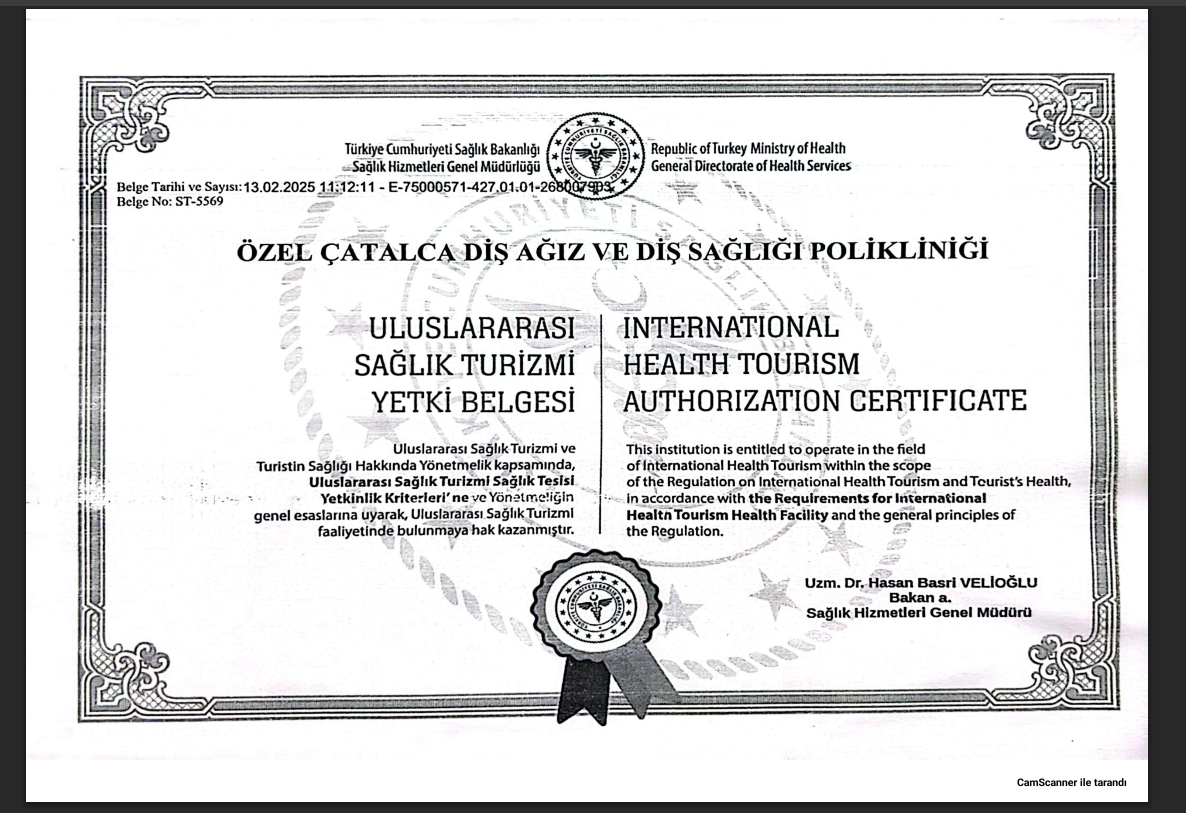 Türkiye Cumhuriyeti Sağlık Bakanlığı
Sağlık Hizmetleri Genel Müdürlüğü
Republic of Turkey Ministry of Health
General Directorate of Health Services
Belge Tarihi ve Sayısı:13.02.2025 11:12:11 - E-75000571-427.01.01-268007993
Belge No: ST-5569
ÖZEL ÇATALCA DİŞ AĞIZ VE DİŞ SAĞLIĞI POLİKLİNİĞİ
ULUSLARARASI
SAĞLIK TURİZMİ
YETKİ BELGESİ
INTERNATIONAL
HEALTH TOURISM
AUTHORIZATION CERTIFICATE
Uluslararası Sağlık Turizmi ve
Turistin Sağlığı Hakkında Yönetmelik kapsamında,
Uluslararası Sağlık Turizmi Sağlık Tesisi
Yetkinlik Kriterleri' ne ve Yönetmeliğin
genel esaslarına uyarak, Uluslararası Sağlık Turizmi
faaliyetinde bulunmaya hak kazanmıştır.
This institution is entitled to operate in the field
of International Health Tourism within the scope
of the Regulation on International Health Tourism and Tourist's Health,
in accordance with the Requirements for International
Health Tourism Health Facility and the general principles of
the Regulation.
Uzm. Dr. Hasan Basri VELİOĞLU
Bakan a.
Sağlık Hizmetleri Genel Müdürü
CamScanner ile tarandı